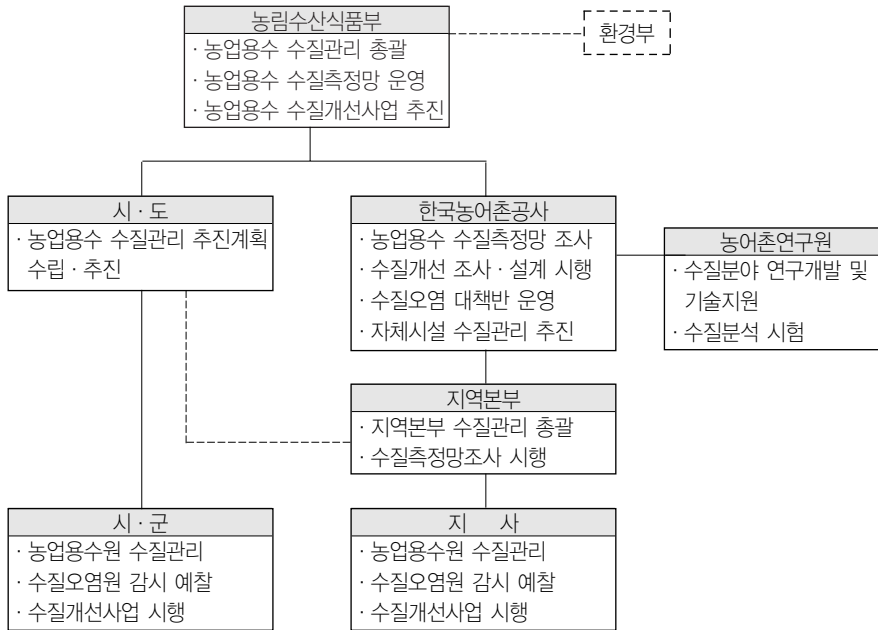 농림수산식품부
· 농업용수 수질관리 총괄
· 농업용수 수질측정망 운영
· 농업용수 수질개선사업 추진
환경부
시 · 도
· 농업용수 수질관리 추진계획
수립 · 추진
한국농어촌공사
· 농업용수 수질측정망 조사
· 수질개선 조사 · 설계 시행
· 수질오염 대책반 운영
· 자체시설 수질관리 추진
농어촌연구원
· 수질분야 연구개발 및
기술지원
· 수질분석 시험
지역본부
· 지역본부 수질관리 총괄
· 수질측정망조사 시행
시 · 군
· 농업용수원 수질관리
· 수질오염원 감시 예찰
· 수질개선사업 시행
지 사
· 농업용수원 수질관리
· 수질오염원 감시 예찰
· 수질개선사업 시행